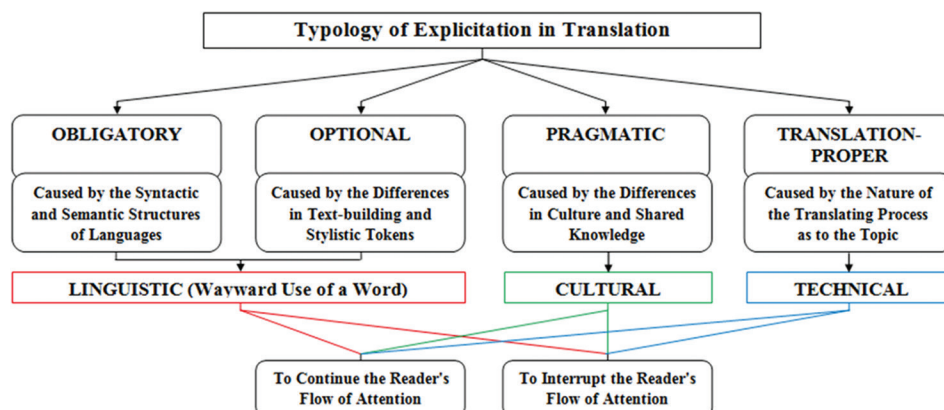 Typology of Explicitation in Translation
OBLIGATORY
Caused by the Syntactic
and Semantic Structures
of Languages
OPTIONAL
Caused by the Differences
in Text-building and
Stylistic Tokens
PRAGMATIC
Caused by the Differences
in Culture and Shared
Knowledge
TRANSLATION-
PROPER
Caused by the Nature of
the Translating Process
as to the Topic
LINGUISTIC (Wayward Use of a Word)
CULTURAL
TECHNICAL
To Continue the Reader's
Flow of Attention
To Interrupt the Reader's
Flow of Attention